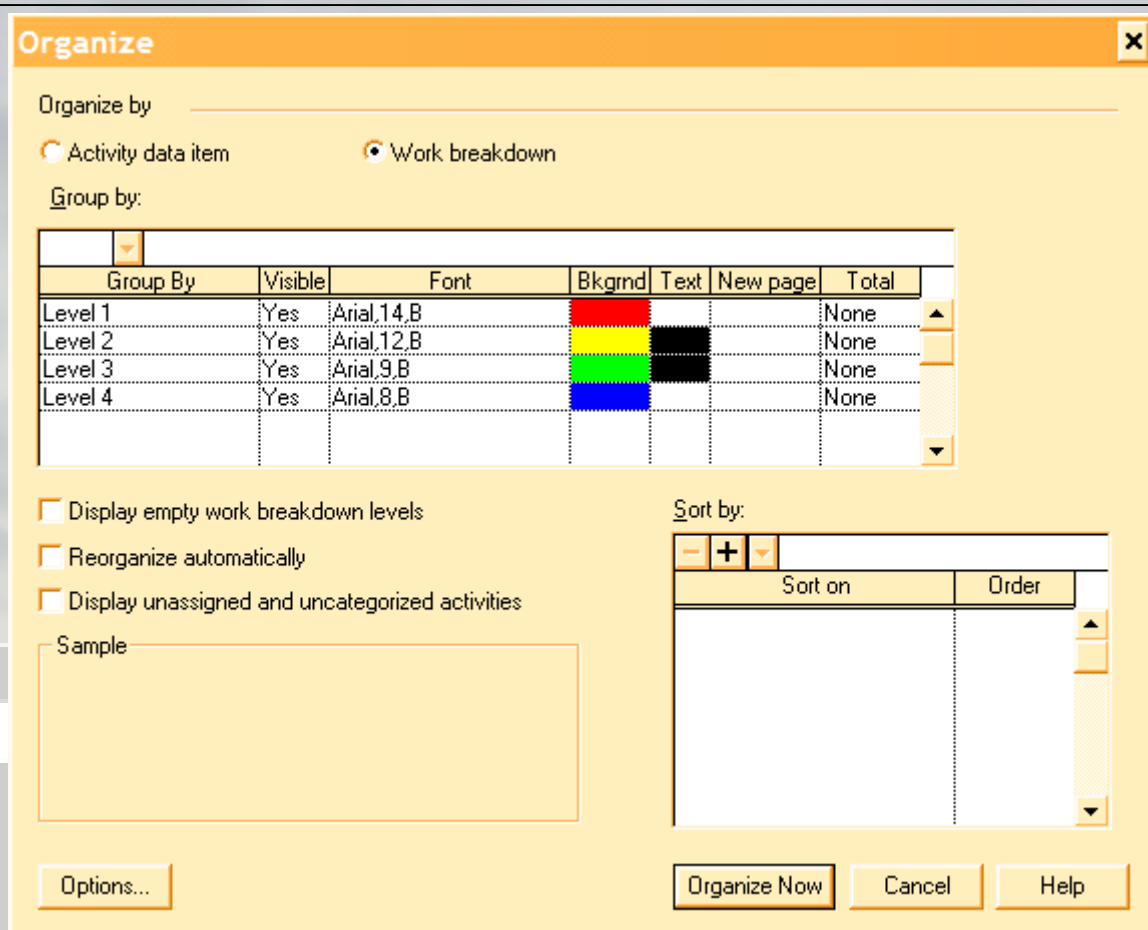 Organize
Organize by
Activity data item Work breakdown
Group by:
Group By Visible Font Bkgrnd Text New page Total
Level 1 Yes Arial,14,B None
Level 2 Yes Arial,12,B None
Level 3 Yes Arial,9,B None
Level 4 Yes Arial,8,B None
Display empty work breakdown levels
Reorganize automatically
Display unassigned and uncategorized activities
Sample
Sort by:
Sort on Order
Options... Organize Now Cancel Help